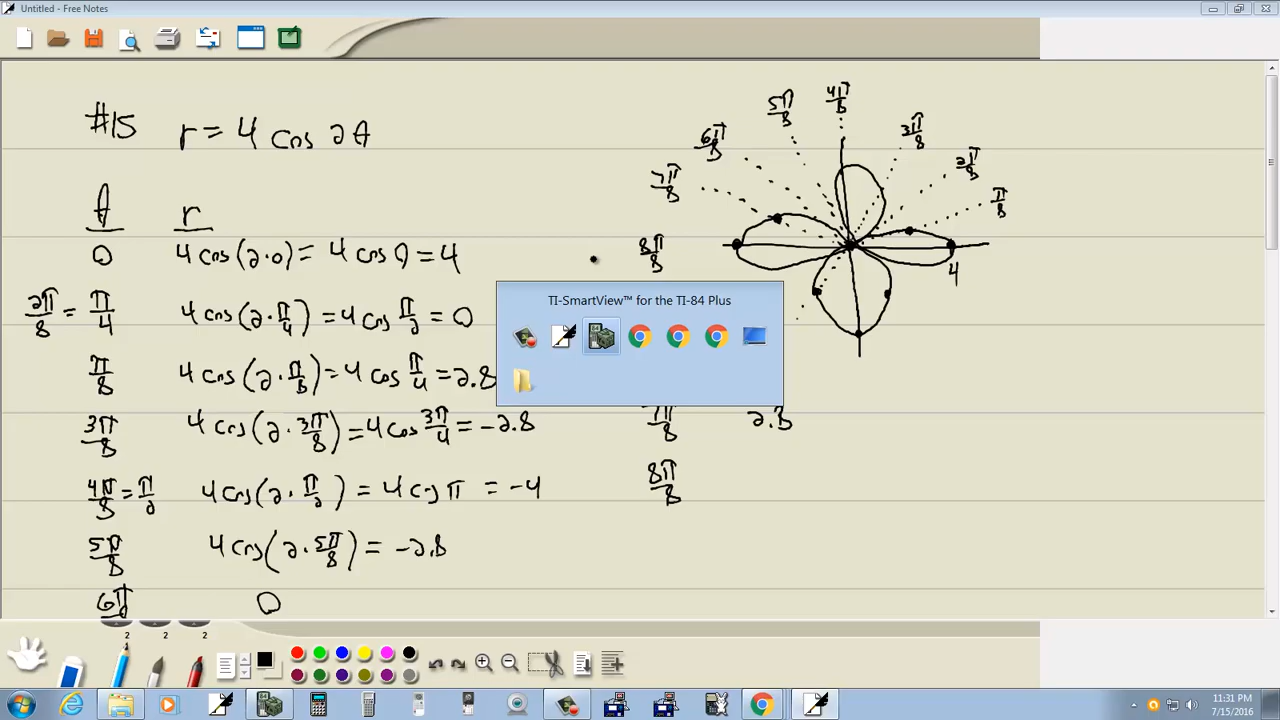 Untitled - Free Notes
#15 r = 4 cos 2θ
θ r
0 4 cos(2·0) = 4 cos 0 = 4
2π/8 = π/4 4 cos(2·π/4) = 4 cos π/2 = 0
π/8 4 cos(2·π/8) = 4 cos π/4 = 2.8
3π/8 4 cos(2·3π/8) = 4 cos 3π/4 = -2.8
4π/8 = π/2 4 cos(2·π/2) = 4 cos π = -4
5π/8 4 cos(2·5π/8) = -2.8
6π 0
4π/8
5π/8
3π/8
6π/8
2π/8
7π/8
π/8
8π/8
4
TI-SmartView™ for the TI-84 Plus
7π/8 2.8
8π/8
2 2 2
11:31 PM
7/15/2016